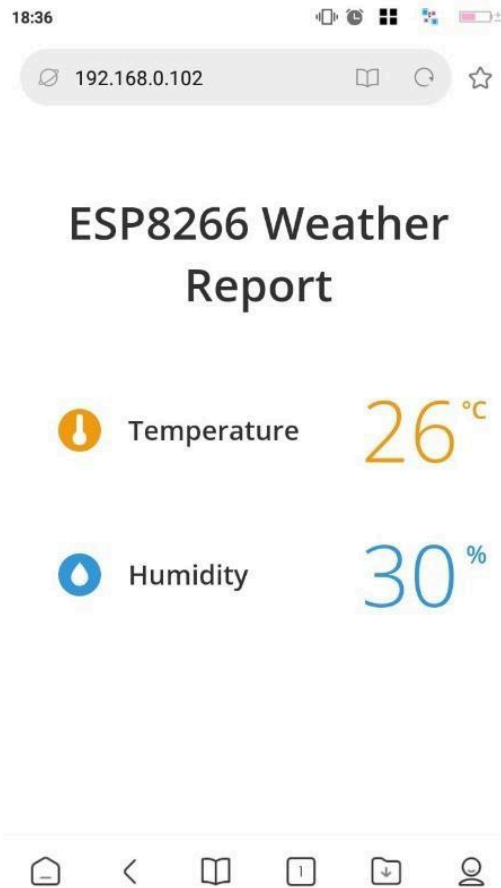 18:36
192.168.0.102
ESP8266 Weather
Report
Temperature 26 °C
Humidity 30 %
1